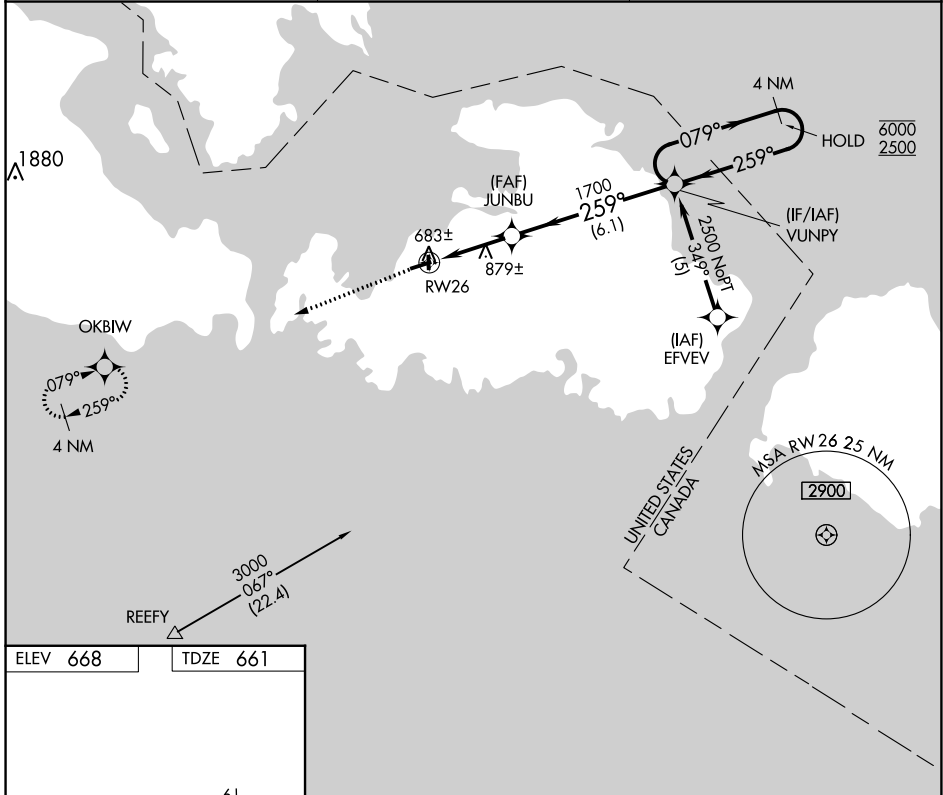 1880
4 NM
079°
259°
HOLD
6000
2500
(FAF)
JUNBU
1700
259°
(6.1)
(IF/IAF)
VUNPY
683±
879±
RW26
2500 NoPT
349°
(5)
(IAF)
EFVEV
OKBIW
079°
259°
4 NM
MSA RW 26 25 NM
2900
UNITED STATES
CANADA
3000
067°
(22.4)
REEFY
ELEV 668
TDZE 661